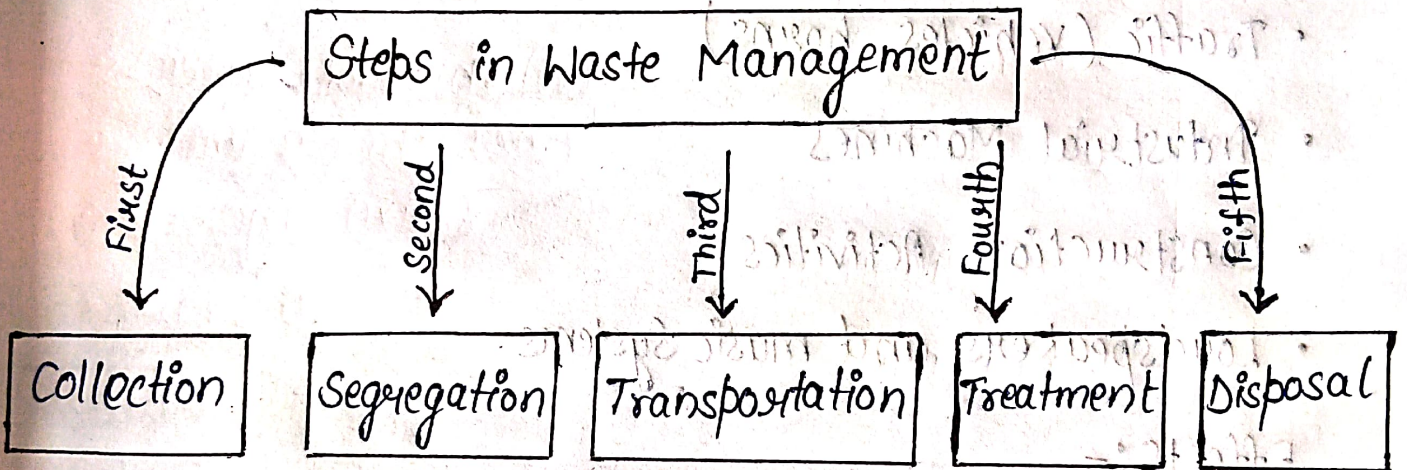 Steps in Waste Management
First
Second
Third
Fourth
Fifth
Collection
Segregation
Transportation
Treatment
Disposal